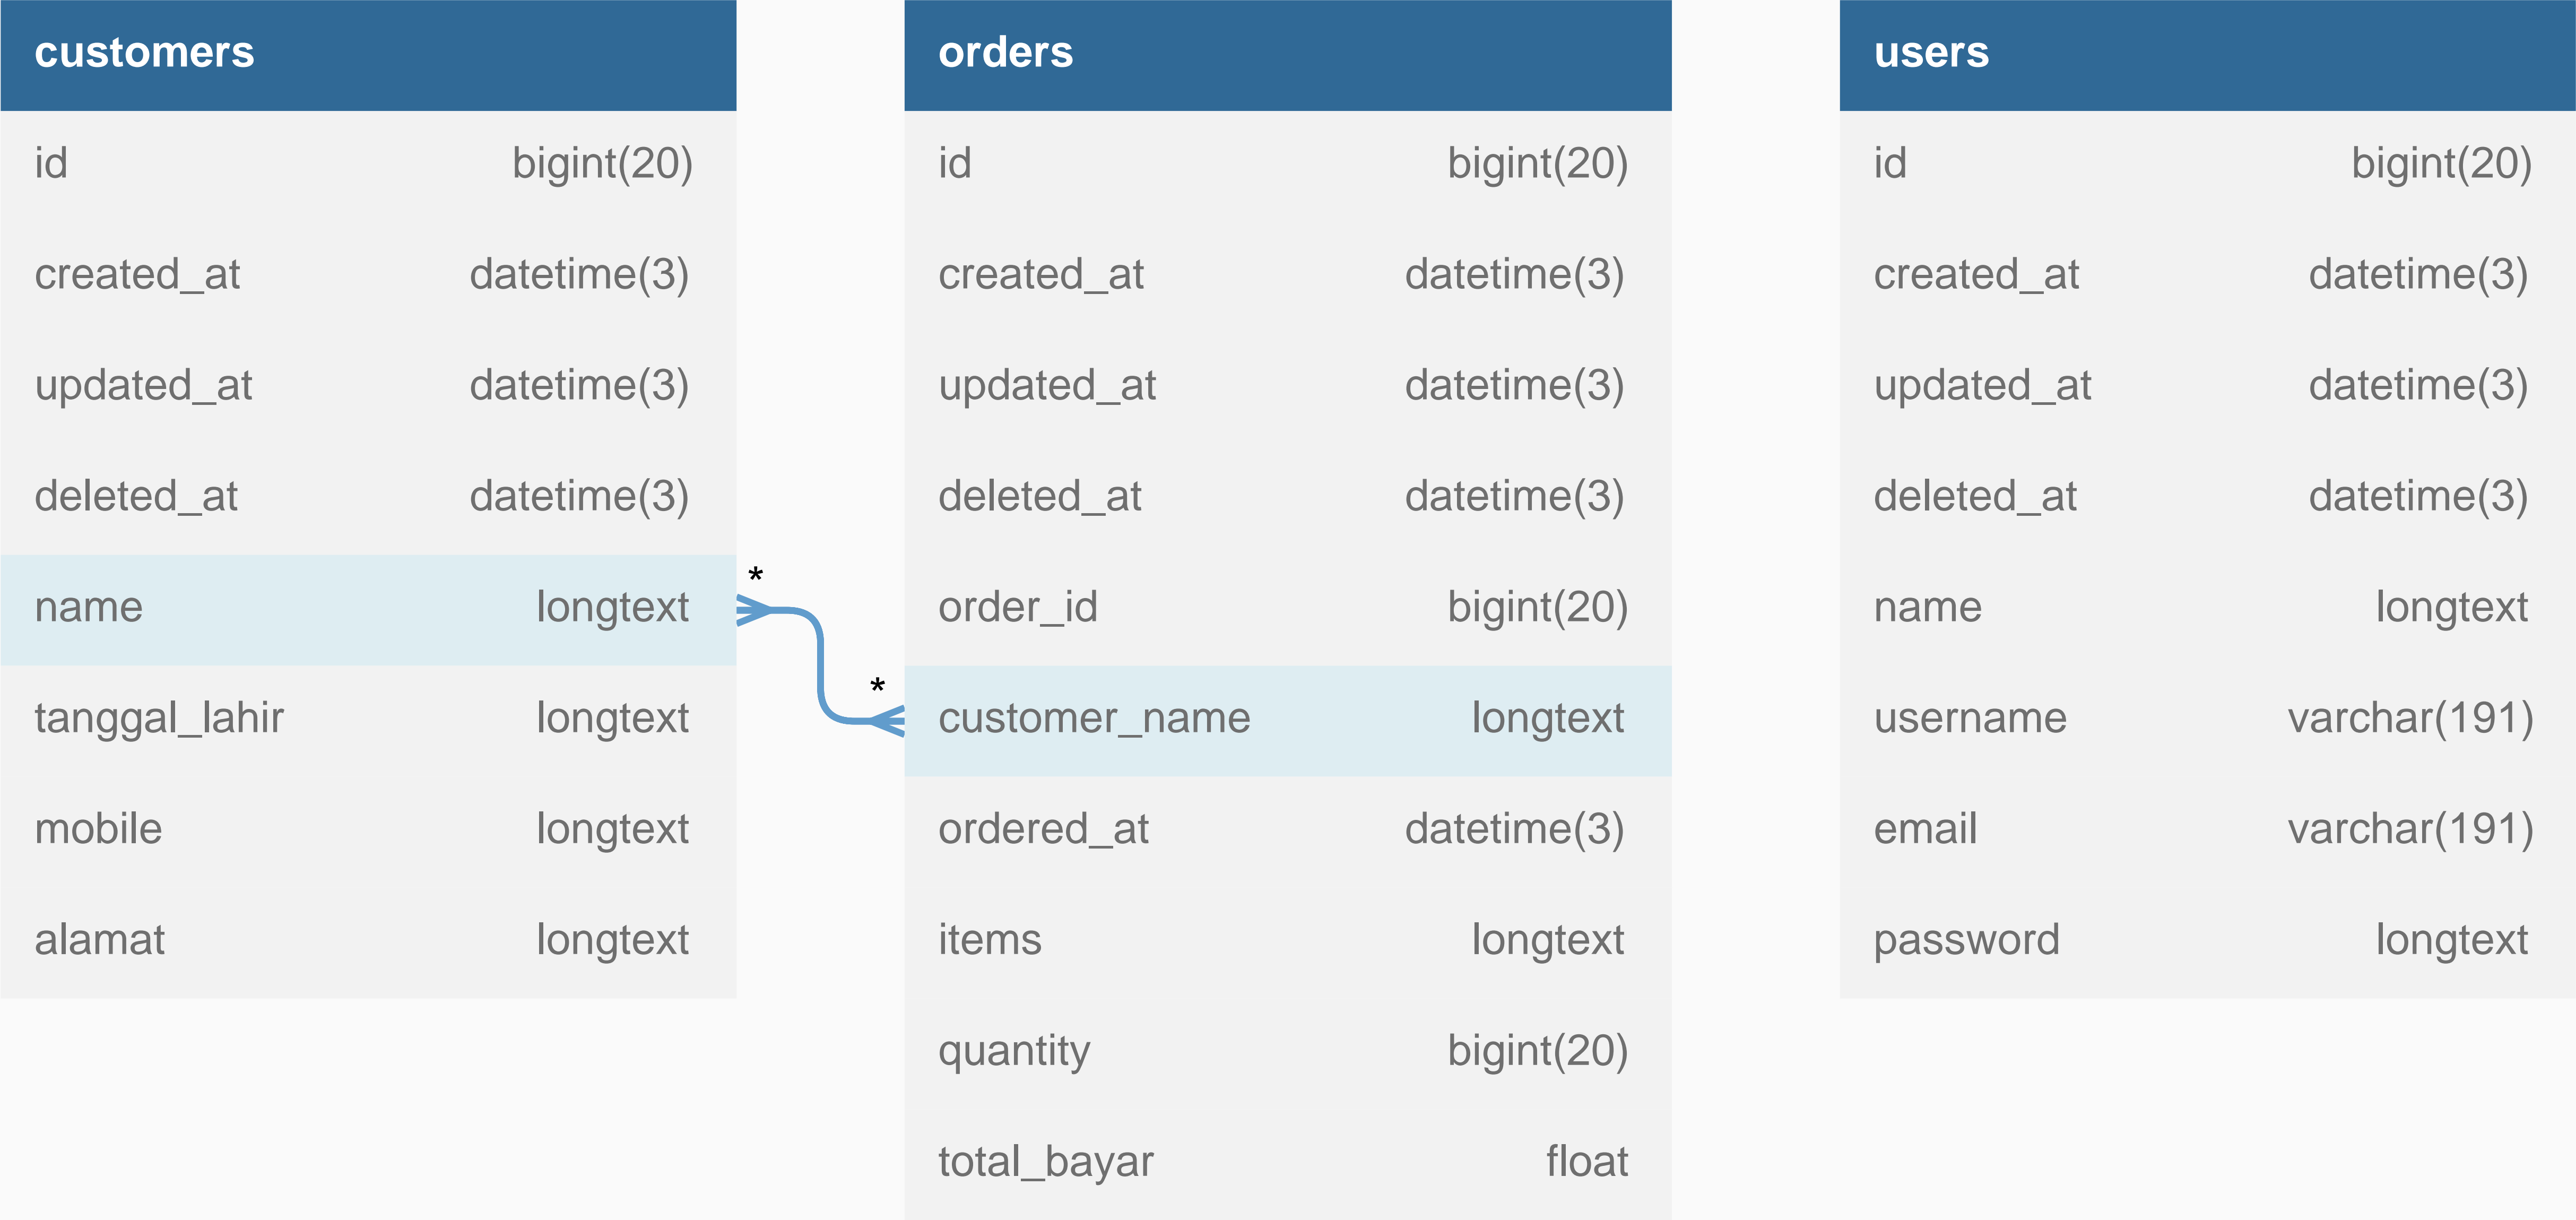 customers
id bigint(20)
created_at datetime(3)
updated_at datetime(3)
deleted_at datetime(3)
name longtext
tanggal_lahir longtext
mobile longtext
alamat longtext
*
*
orders
id bigint(20)
created_at datetime(3)
updated_at datetime(3)
deleted_at datetime(3)
order_id bigint(20)
customer_name longtext
ordered_at datetime(3)
items longtext
quantity bigint(20)
total_bayar float
users
id bigint(20)
created_at datetime(3)
updated_at datetime(3)
deleted_at datetime(3)
name longtext
username varchar(191)
email varchar(191)
password longtext